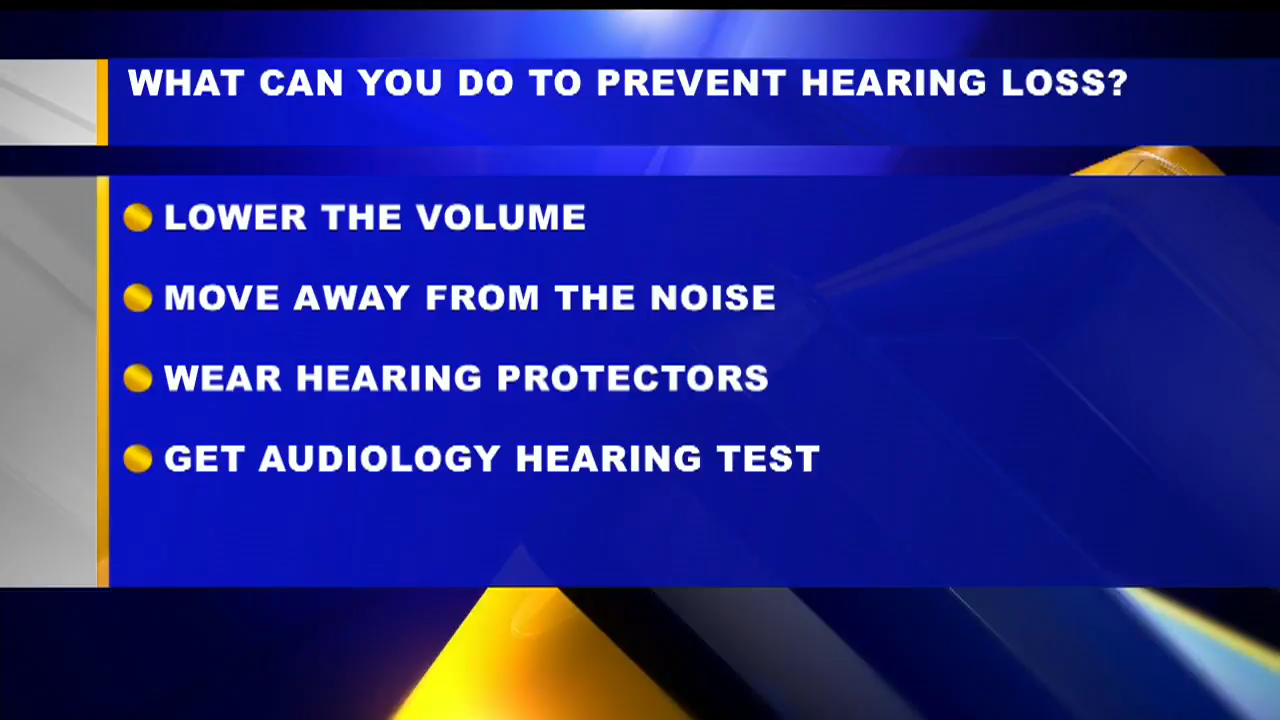 WHAT CAN YOU DO TO PREVENT HEARING LOSS?
LOWER THE VOLUME
MOVE AWAY FROM THE NOISE
WEAR HEARING PROTECTORS
GET AUDIOLOGY HEARING TEST